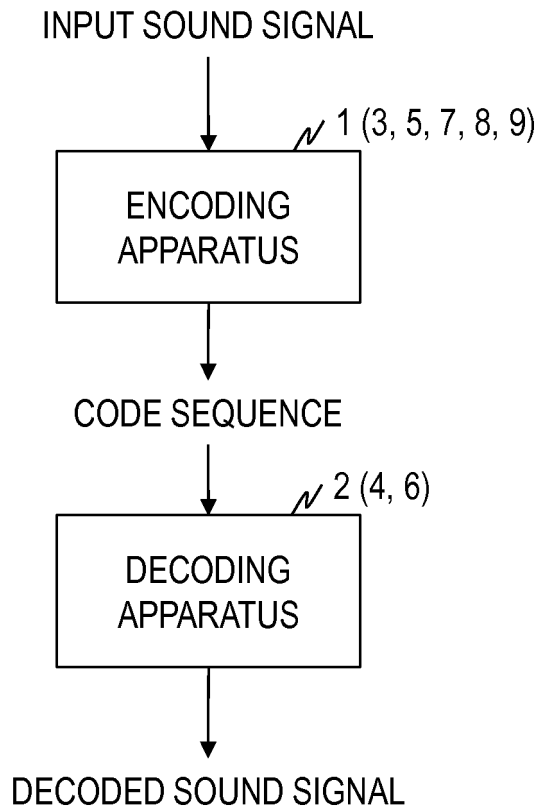 INPUT SOUND SIGNAL
1 (3, 5, 7, 8, 9)
ENCODING
APPARATUS
CODE SEQUENCE
2 (4, 6)
DECODING
APPARATUS
DECODED SOUND SIGNAL